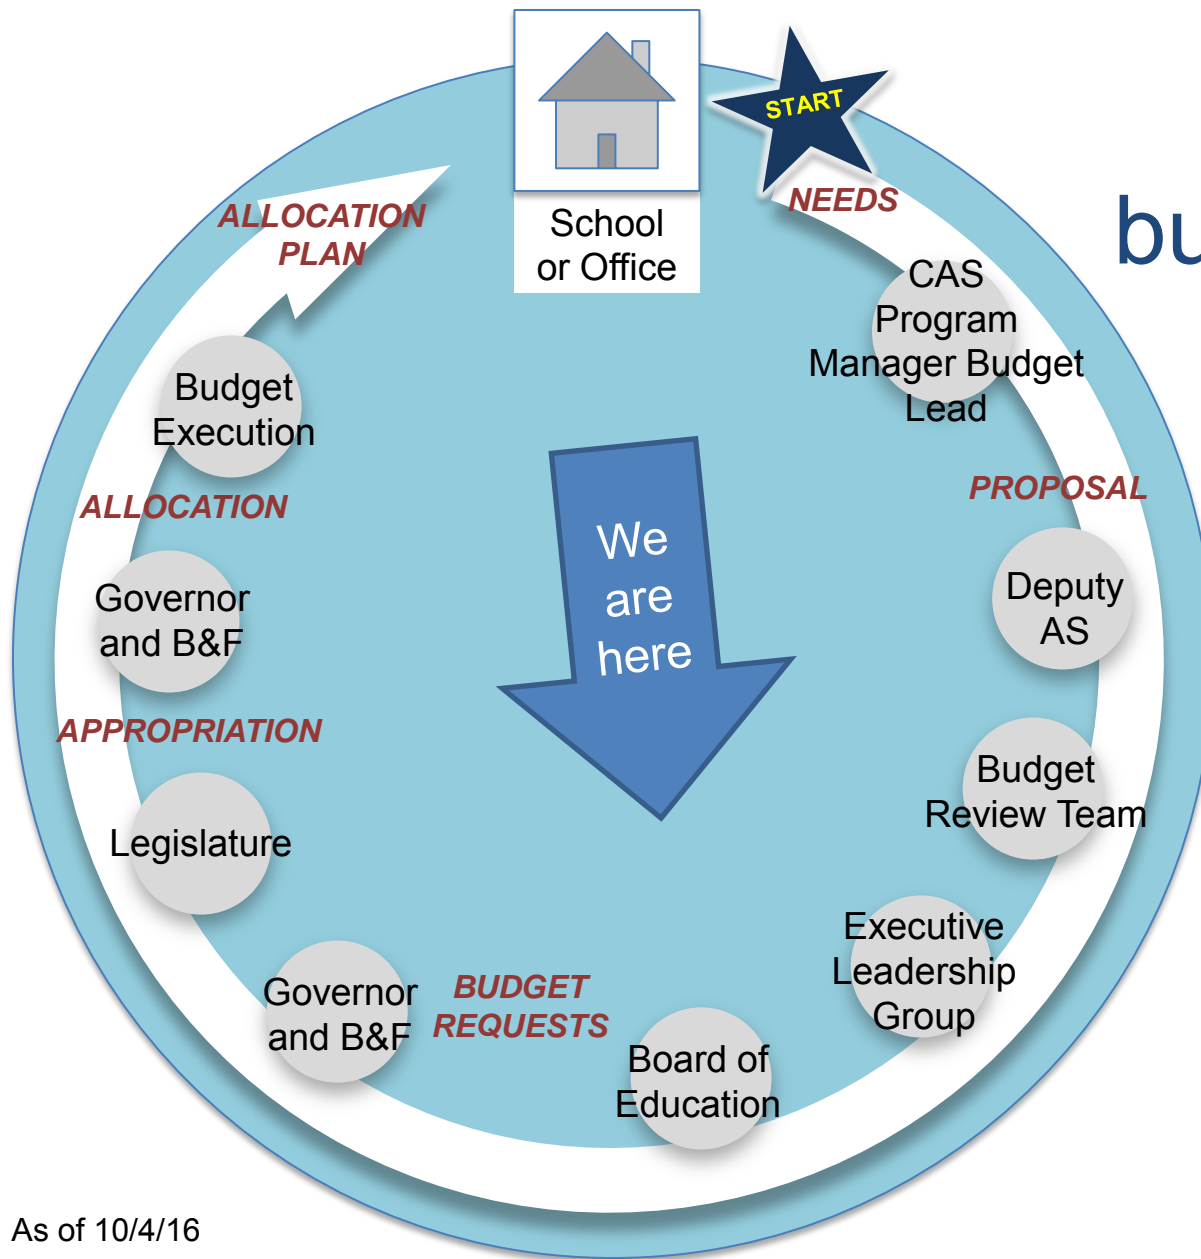 START
School
or Office
NEEDS
bu
CAS
Program
Manager Budget
Lead
PROPOSAL
Deputy
AS
Budget
Review Team
Executive
Leadership
Group
Board of
Education
BUDGET
REQUESTS
Governor
and B&F
Legislature
APPROPRIATION
Governor
and B&F
ALLOCATION
Budget
Execution
ALLOCATION
PLAN
We
are
here
As of 10/4/16